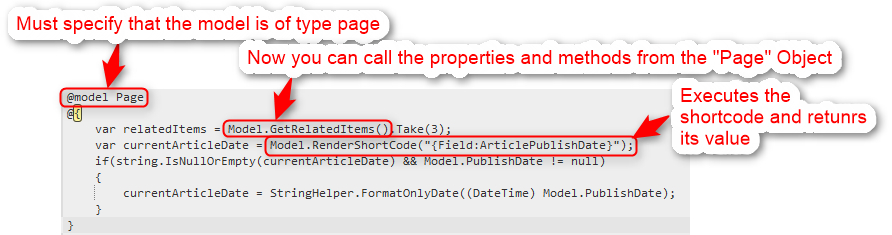 Must specify that the model is of type page
Now you can call the properties and methods from the "Page" Object
Executes the
shortcode and retunrs
its value
@model Page
@{
var relatedItems = Model.GetRelatedItems().Take(3);
var currentArticleDate = Model.RenderShortCode("{Field:ArticlePublishDate}");
if(string.IsNullOrEmpty(currentArticleDate) && Model.PublishDate != null)
{
currentArticleDate = StringHelper.FormatOnlyDate((DateTime) Model.PublishDate);
}
}